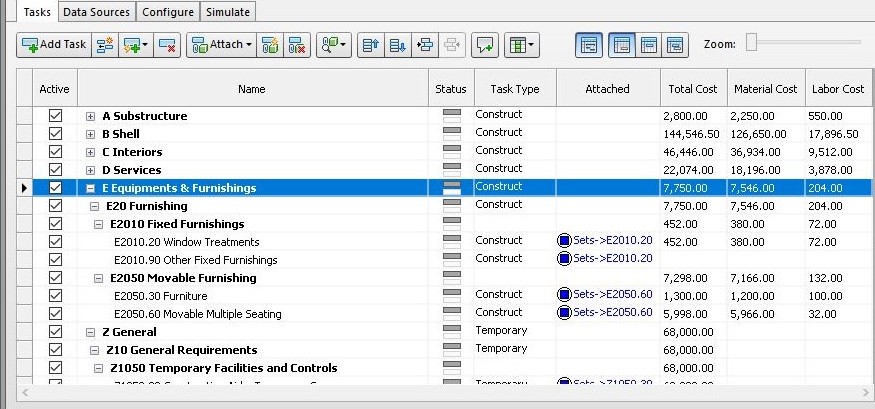 Tasks Data Sources Configure Simulate
Add Task Attach Zoom:
Active Name Status Task Type Attached Total Cost Material Cost Labor Cost
A Substructure Construct 2,800.00 2,250.00 550.00
B Shell Construct 144,546.50 126,650.00 17,896.50
C Interiors Construct 46,446.00 36,934.00 9,512.00
D Services Construct 22,074.00 18,196.00 3,878.00
E Equipments & Furnishings Construct 7,750.00 7,546.00 204.00
E20 Furnishing Construct 7,750.00 7,546.00 204.00
E2010 Fixed Furnishings 452.00 380.00 72.00
E2010.20 Window Treatments Construct Sets->E2010.20 452.00 380.00 72.00
E2010.90 Other Fixed Furnishings Construct Sets->E2010.20
E2050 Movable Furnishing 7,298.00 7,166.00 132.00
E2050.30 Furniture Construct Sets->E2050.60 1,300.00 1,200.00 100.00
E2050.60 Movable Multiple Seating Construct Sets->E2050.60 5,998.00 5,966.00 32.00
Z General Temporary 68,000.00
Z10 General Requirements Temporary 68,000.00
Z1050 Temporary Facilities and Controls 68,000.00